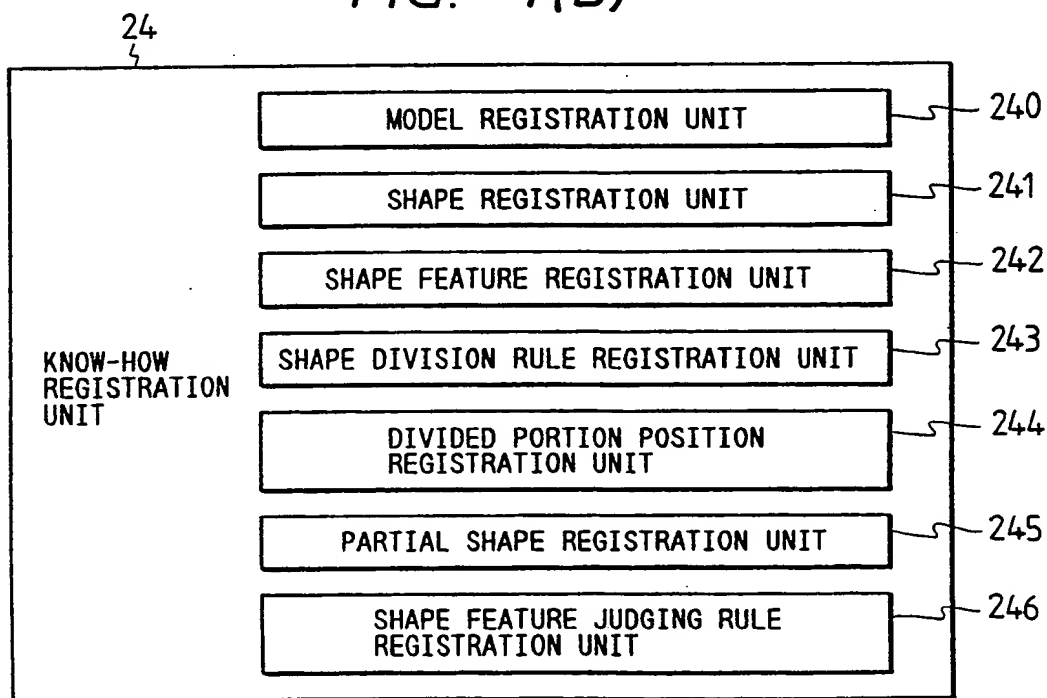 24
MODEL REGISTRATION UNIT
240
SHAPE REGISTRATION UNIT
241
SHAPE FEATURE REGISTRATION UNIT
242
KNOW-HOW
REGISTRATION
UNIT
SHAPE DIVISION RULE REGISTRATION UNIT
243
DIVIDED PORTION POSITION
REGISTRATION UNIT
244
PARTIAL SHAPE REGISTRATION UNIT
245
SHAPE FEATURE JUDGING RULE
REGISTRATION UNIT
246